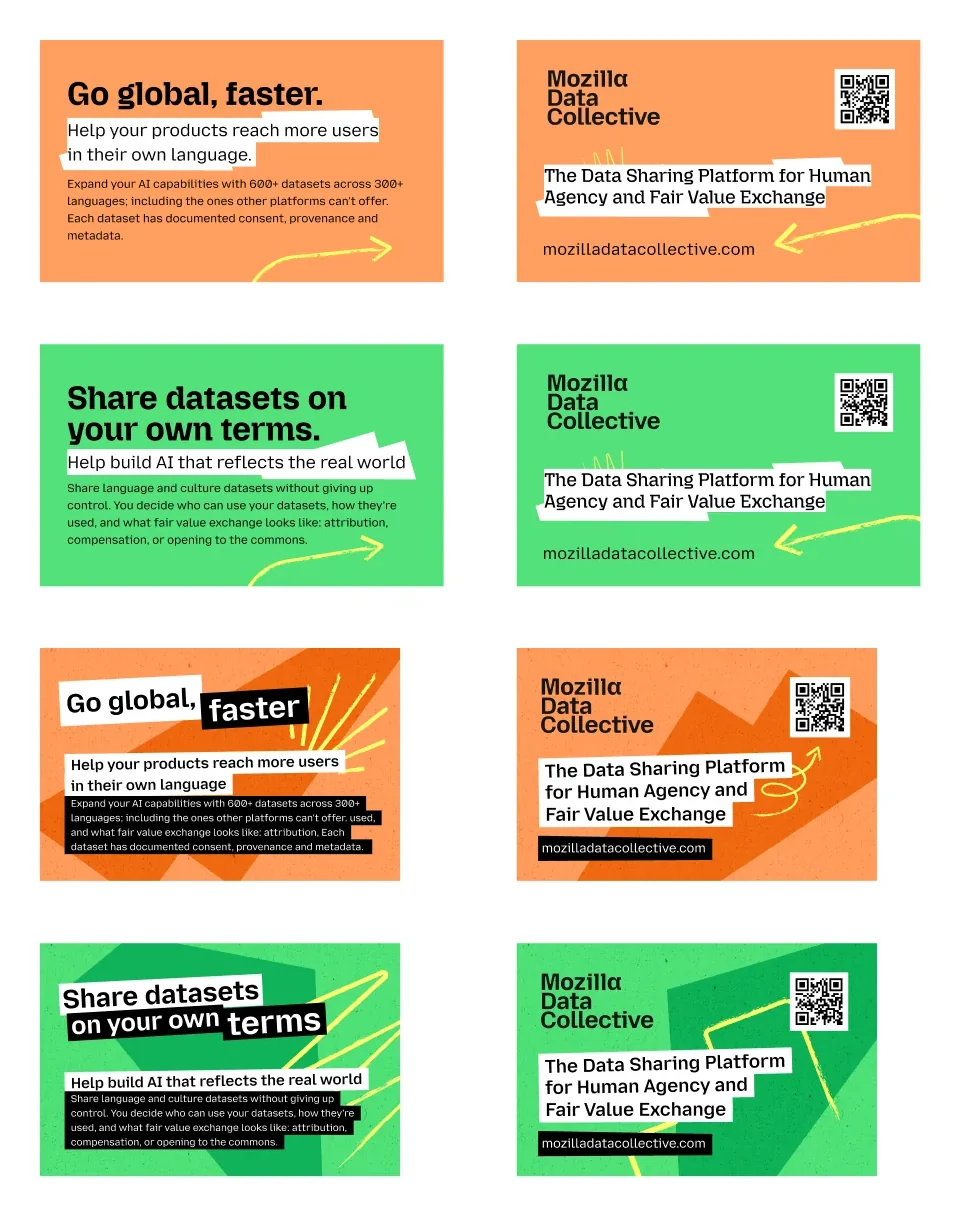 Go global, faster.
Help your products reach more users
in their own language.
Expand your AI capabilities with 600+ datasets across 300+
languages; including the ones other platforms can't offer.
Each dataset has documented consent, provenance and
metadata.
Mozilla
Data
Collective
The Data Sharing Platform for Human
Agency and Fair Value Exchange
mozilladatacollective.com
Share datasets on
your own terms.
Help build AI that reflects the real world
Share language and culture datasets without giving up
control. You decide who can use your datasets, how they're
used, and what fair value exchange looks like: attribution,
compensation, or opening to the commons.
Mozilla
Data
Collective
The Data Sharing Platform for Human
Agency and Fair Value Exchange
mozilladatacollective.com
Go global, faster
Help your products reach more users
in their own language
Expand your AI capabilities with 600+ datasets across 300+
languages; including the ones other platforms can't offer. used,
and what fair value exchange looks like: attribution, Each
dataset has documented consent, provenance and metadata.
Mozilla
Data
Collective
The Data Sharing Platform
for Human Agency and
Fair Value Exchange
mozilladatacollective.com
Share datasets
on your own terms
Help build AI that reflects the real world
Share language and culture datasets without giving up
control. You decide who can use your datasets, how they're
used, and what fair value exchange looks like: attribution,
compensation, or opening to the commons.
Mozilla
Data
Collective
The Data Sharing Platform
for Human Agency and
Fair Value Exchange
mozilladatacollective.com